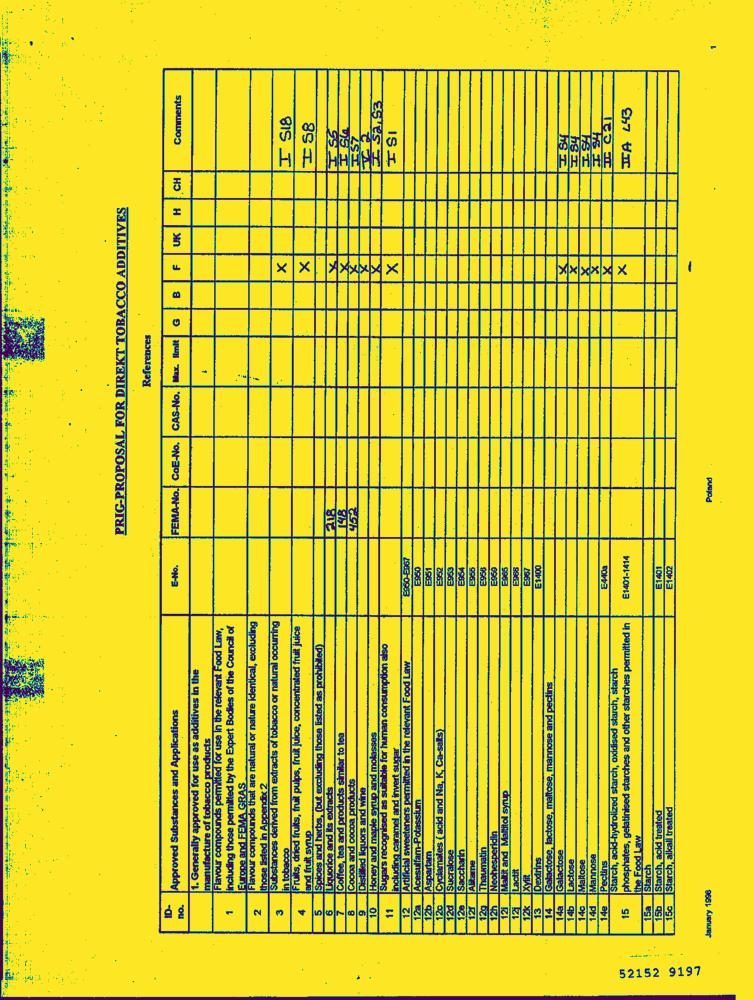 PRIG-PROPOSAL FOR DIREKT TOBACCO ADDITIVES
References
ID-no. Approved Substances and Applications E-No. FEMA-No. CoE-No. CAS-No. Max. limit G B F UK H CH Comments
1. Generally approved for use as additives in the
manufacture of tobacco products
1 Flavour compounds permitted for use in the relevant Food Law,
including those permitted by the Expert Bodies of the Council of
Europe and FEMA GRAS
2 Flavour compounds that are natural or nature identical, excluding
those listed in Appendix 2
3 Substances derived from extracts of tobacco or natural occurring X I S18
in tobacco
4 Fruits, dried fruits, fruit pulps, fruit juice, concentrated fruit juice X I S8
and fruit syrup
5 Spices and herbs, (but excluding those listed as prohibited)
6 Liquorice and its extracts 218 X I S5
7 Coffee, tea and products similar to tea 148 X I S6
8 Cocoa and cocoa products 452 X I S7
9 Distilled liquors and wine X
10 Honey and maple syrup and molasses X I S2, S3
11 Sugars recognised as suitable for human consumption also X I S1
including caramel and invert sugar
12 Artificial sweeteners permitted in the relevant Food Law E950-E967
12a Acesulfam-Potassium E950
12b Aspartam E951
12c Cyclamates ( acid and Na, K, Ca-salts) E952
12d Sucralose E953
12e Saccharin E954
12f Alitame E955
12g Thaumatin E956
12h Neohesperidin E959
12i Maltit and Maltitol syrup E965
12j Lactit E966
12k Xylit E967
13 Dextrins E1400
14 Galactose, lactose, maltose, mannose and pectins
14a Galactose X I S4
14b Lactose X I S4
14c Maltose X I S4
14d Mannose X I S4
14e Pectins E440a X II C21
15 Starch, acid-hydrolized starch, oxidised starch, starch E1401-1414 X IIA L43
phosphates, gelatinised starches and other starches permitted in
the Food Law
15a Starch
15b Starch, acid treated E1401
15c Starch, alkali treated E1402
January 1996 Poland 1
52152 9197